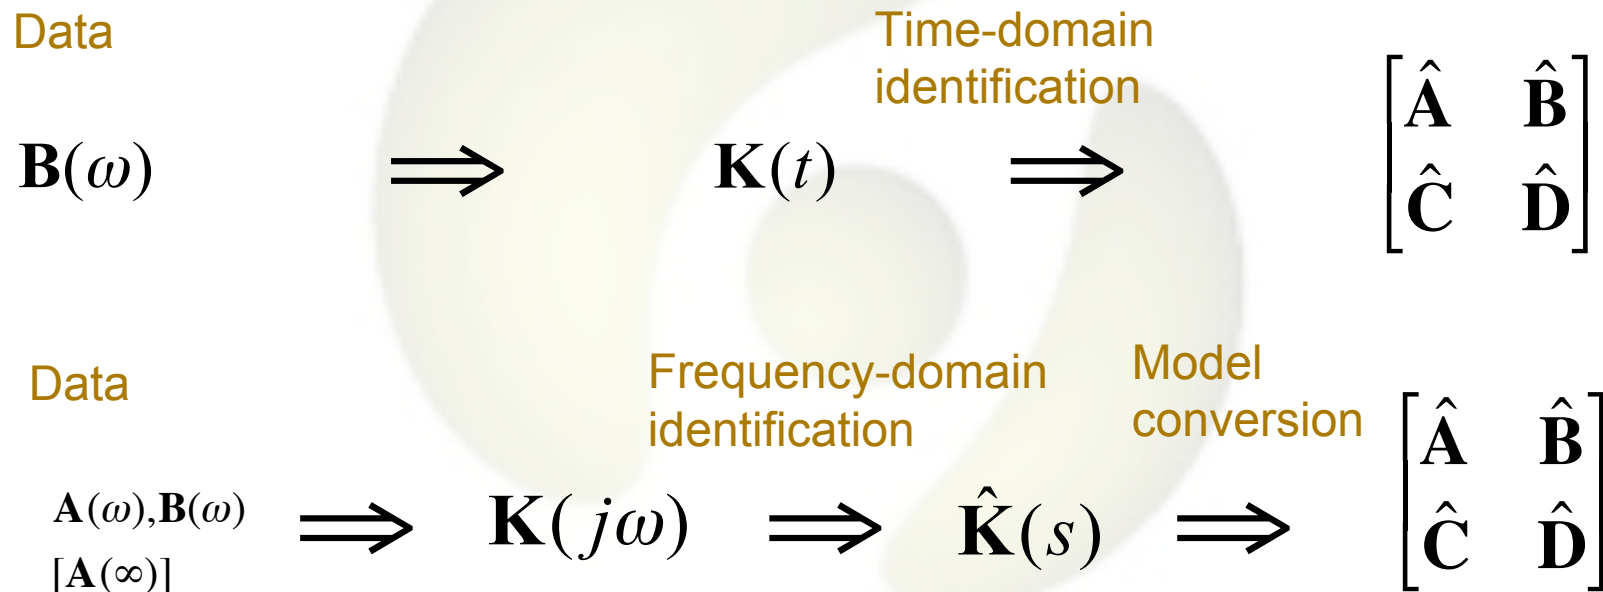 Data
Time-domain
identification
B(ω) ⇒ K(t) ⇒ [Â B̂
Ĉ D̂]
Data
Frequency-domain
identification
Model
conversion
A(ω),B(ω)
[A(∞)] ⇒ K(jω) ⇒ K̂(s) ⇒ [Â B̂
Ĉ D̂]